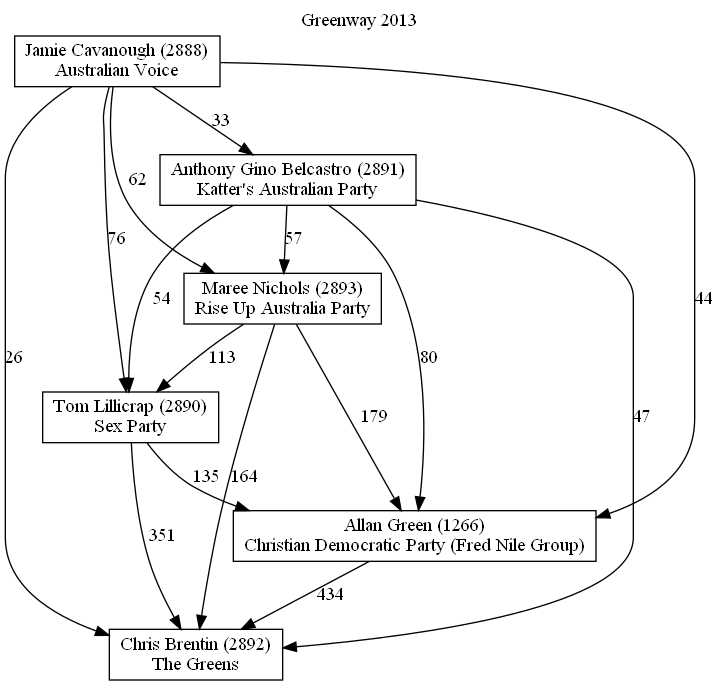 Greenway 2013
Jamie Cavanough (2888)
Australian Voice
33
Anthony Gino Belcastro (2891)
Katter's Australian Party
62
76
54
57
Maree Nichols (2893)
Rise Up Australia Party
44
26
113
80
Tom Lillicrap (2890)
Sex Party
179
47
135
164
351
Allan Green (1266)
Christian Democratic Party (Fred Nile Group)
434
Chris Brentin (2892)
The Greens